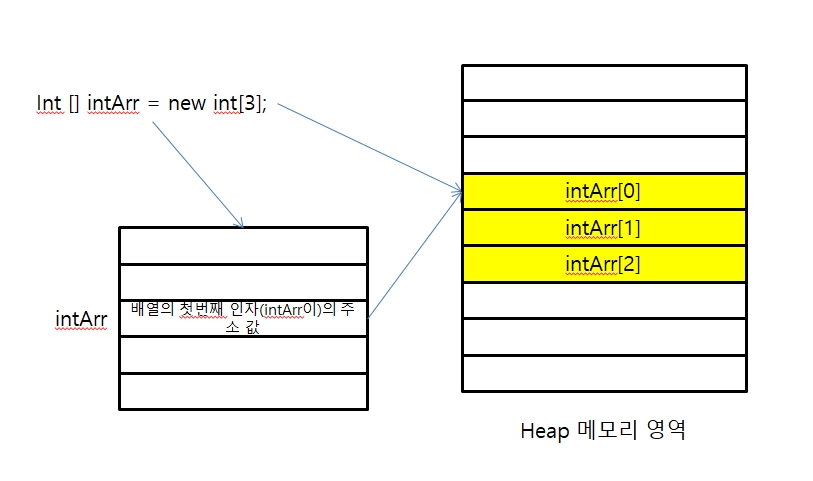 Int [] intArr = new int[3];
intArr[0]
intArr[1]
intArr[2]
배열의 첫번째 인자(intArr이)의 주
소 값
intArr
Heap 메모리 영역